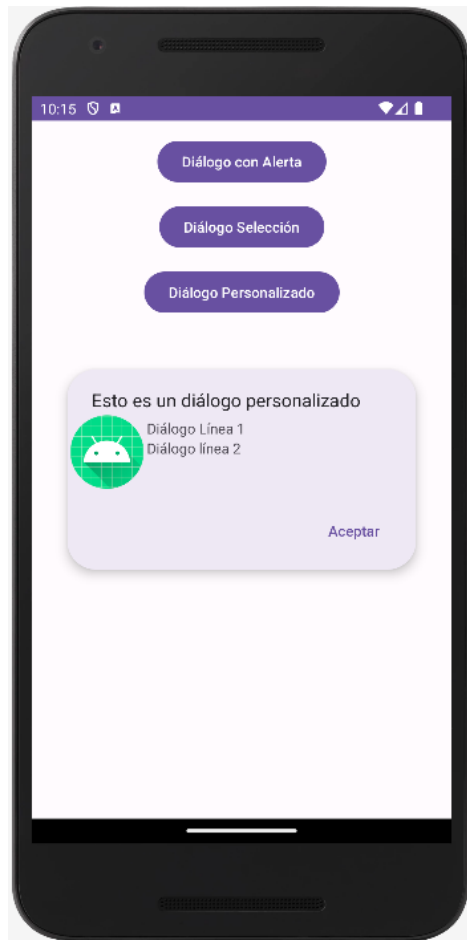 10:15
Diálogo con Alerta
Diálogo Selección
Diálogo Personalizado
Esto es un diálogo personalizado
Diálogo Línea 1
Diálogo línea 2
Aceptar